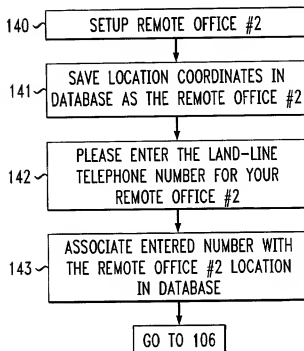 140 SETUP REMOTE OFFICE #2
SAVE LOCATION COORDINATES IN
141 DATABASE AS THE REMOTE OFFICE #2
PLEASE ENTER THE LAND-LINE
142 TELEPHONE NUMBER FOR YOUR
REMOTE OFFICE #2
ASSOCIATE ENTERED NUMBER WITH
143 THE REMOTE OFFICE #2 LOCATION
IN DATABASE
GO TO 106